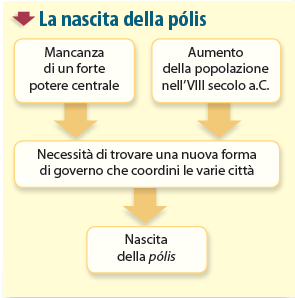 La nascita della pólis
Mancanza
di un forte
potere centrale
Aumento
della popolazione
nell'VIII secolo a.C.
Necessità di trovare una nuova forma
di governo che coordini le varie città
Nascita
della pólis